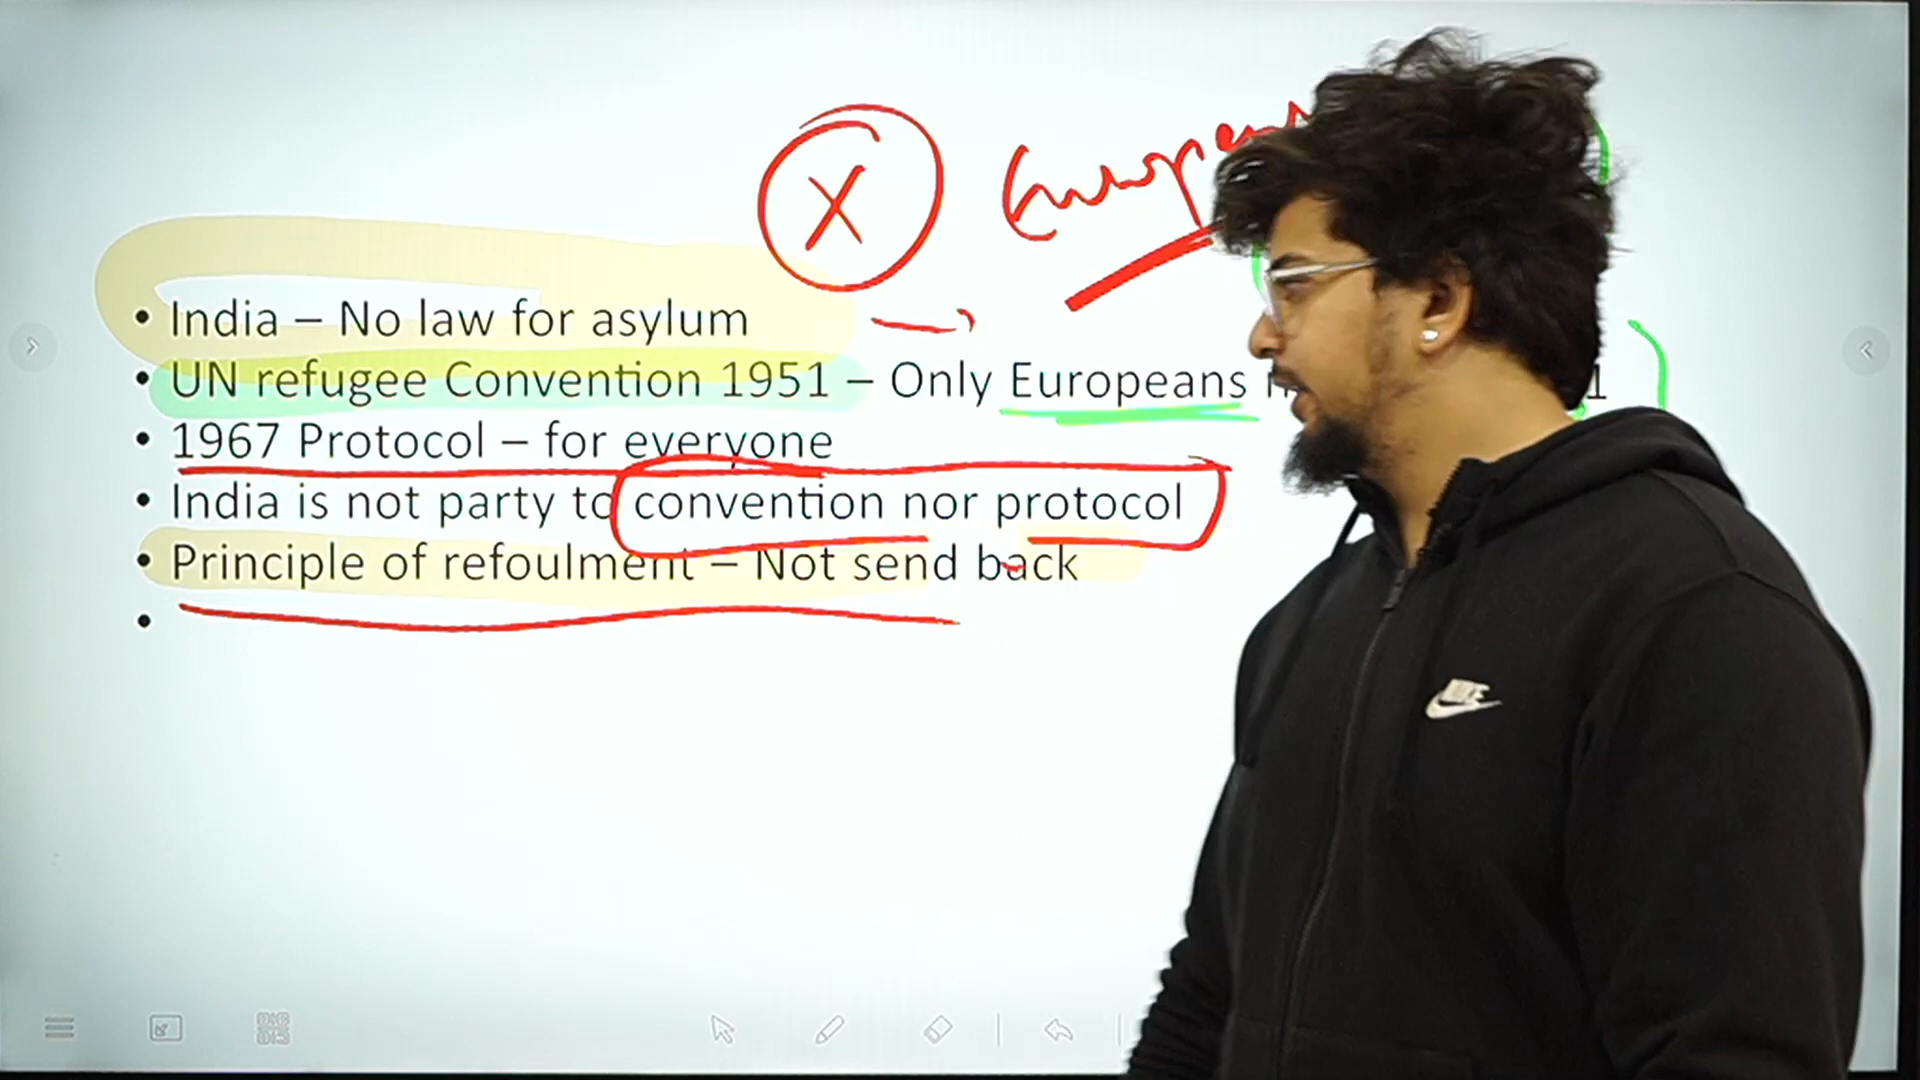 X
• India – No law for asylum
• UN refugee Convention 1951 – Only Europeans
• 1967 Protocol – for everyone
• India is not party to convention nor protocol
• Principle of refoulment – Not send back
•
NIKE